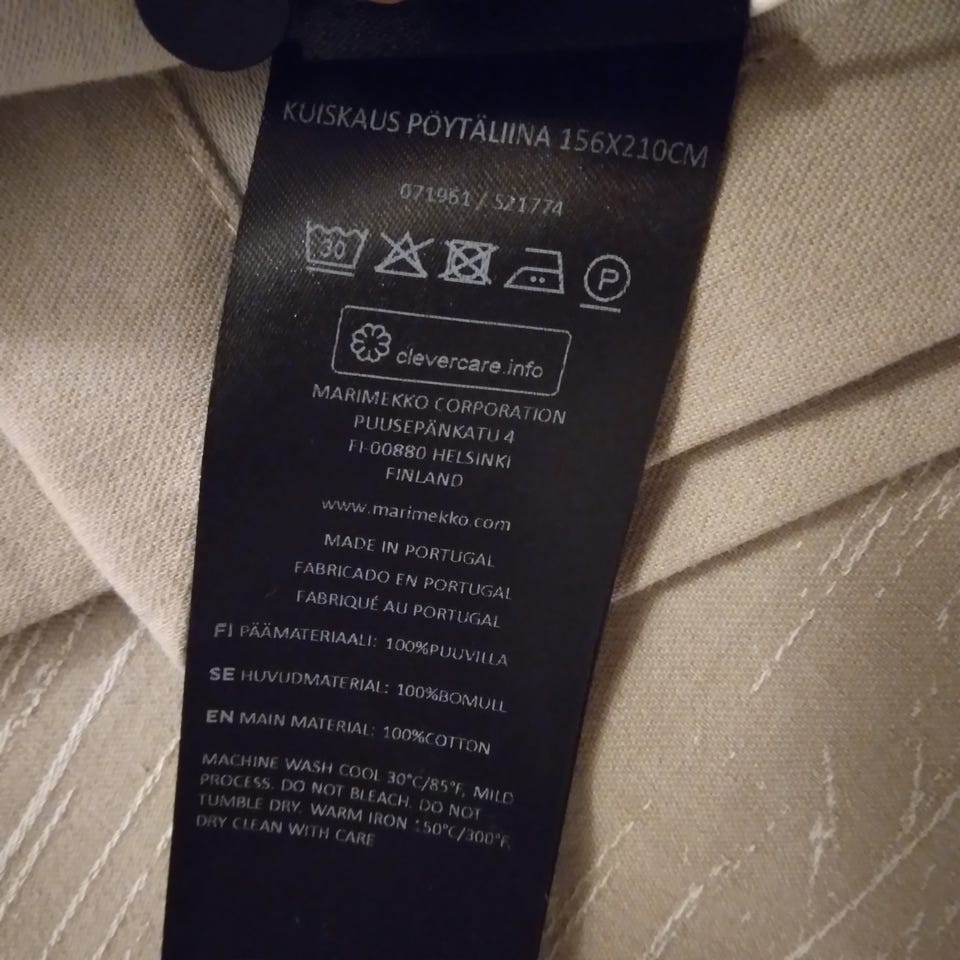 KUISKAUS PÖYTÄLIINA 156X210CM
071961 / S21774
30 P
clevercare.info
MARIMEKKO CORPORATION
PUUSEPÄNKATU 4
FI-00880 HELSINKI
FINLAND
www.marimekko.com
MADE IN PORTUGAL
FABRICADO EN PORTUGAL
FABRIQUÉ AU PORTUGAL
FI PÄÄMATERIAALI: 100%PUUVILLA
SE HUVUDMATERIAL: 100%BOMULL
EN MAIN MATERIAL: 100%COTTON
MACHINE WASH COOL 30°C/85°F, MILD
PROCESS. DO NOT BLEACH. DO NOT
TUMBLE DRY. WARM IRON 150°C/300°F.
DRY CLEAN WITH CARE